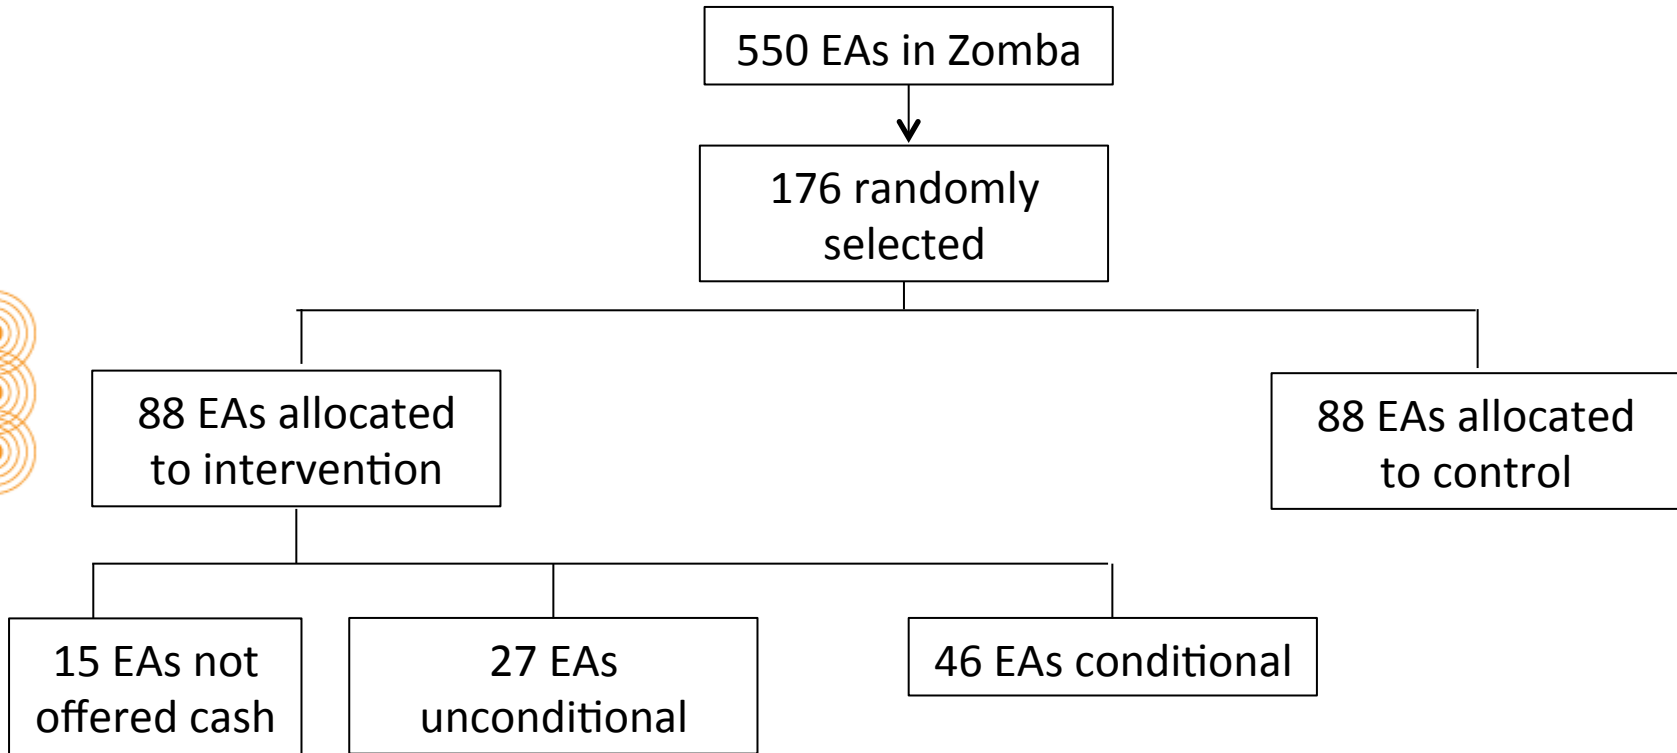 550 EAs in Zomba
176 randomly
selected
88 EAs allocated
to intervention
88 EAs allocated
to control
15 EAs not
offered cash
27 EAs
unconditional
46 EAs conditional